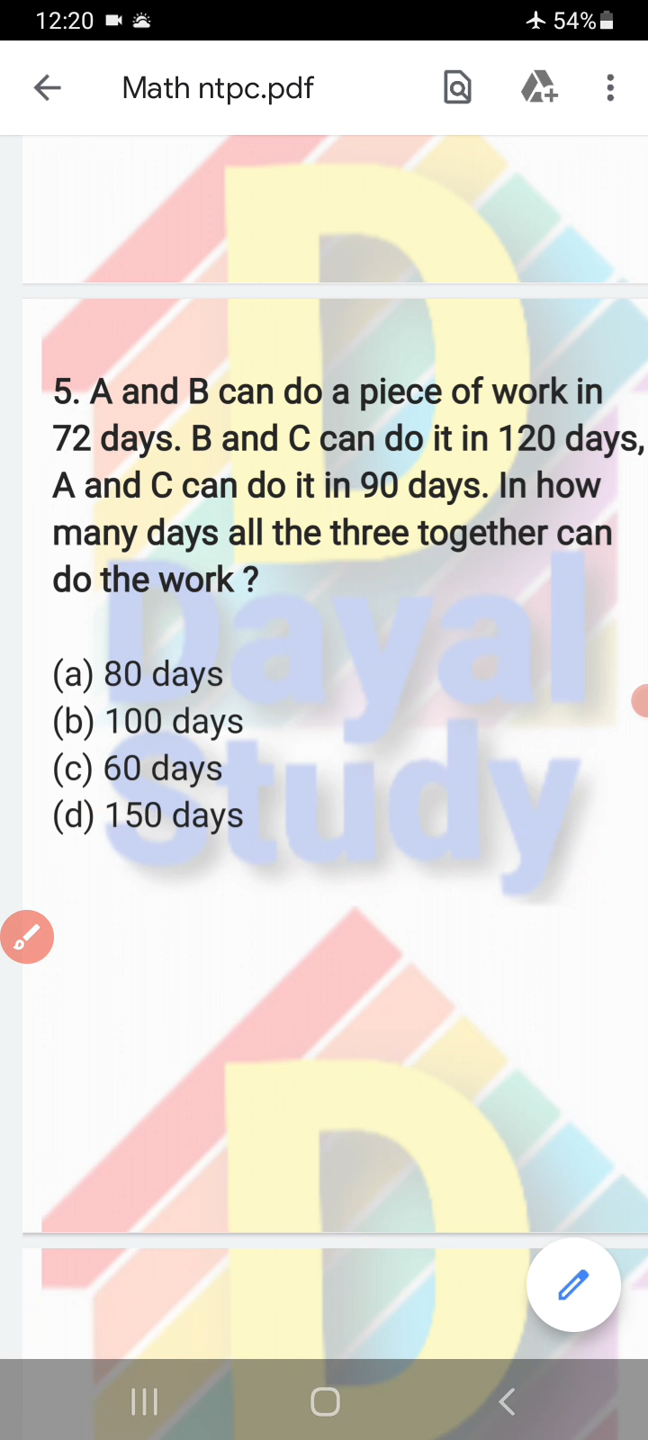 12:20 54%
Math ntpc.pdf
5. A and B can do a piece of work in
72 days. B and C can do it in 120 days,
A and C can do it in 90 days. In how
many days all the three together can
do the work ?
(a) 80 days
(b) 100 days
(c) 60 days
(d) 150 days
Dayal
Study
D
D